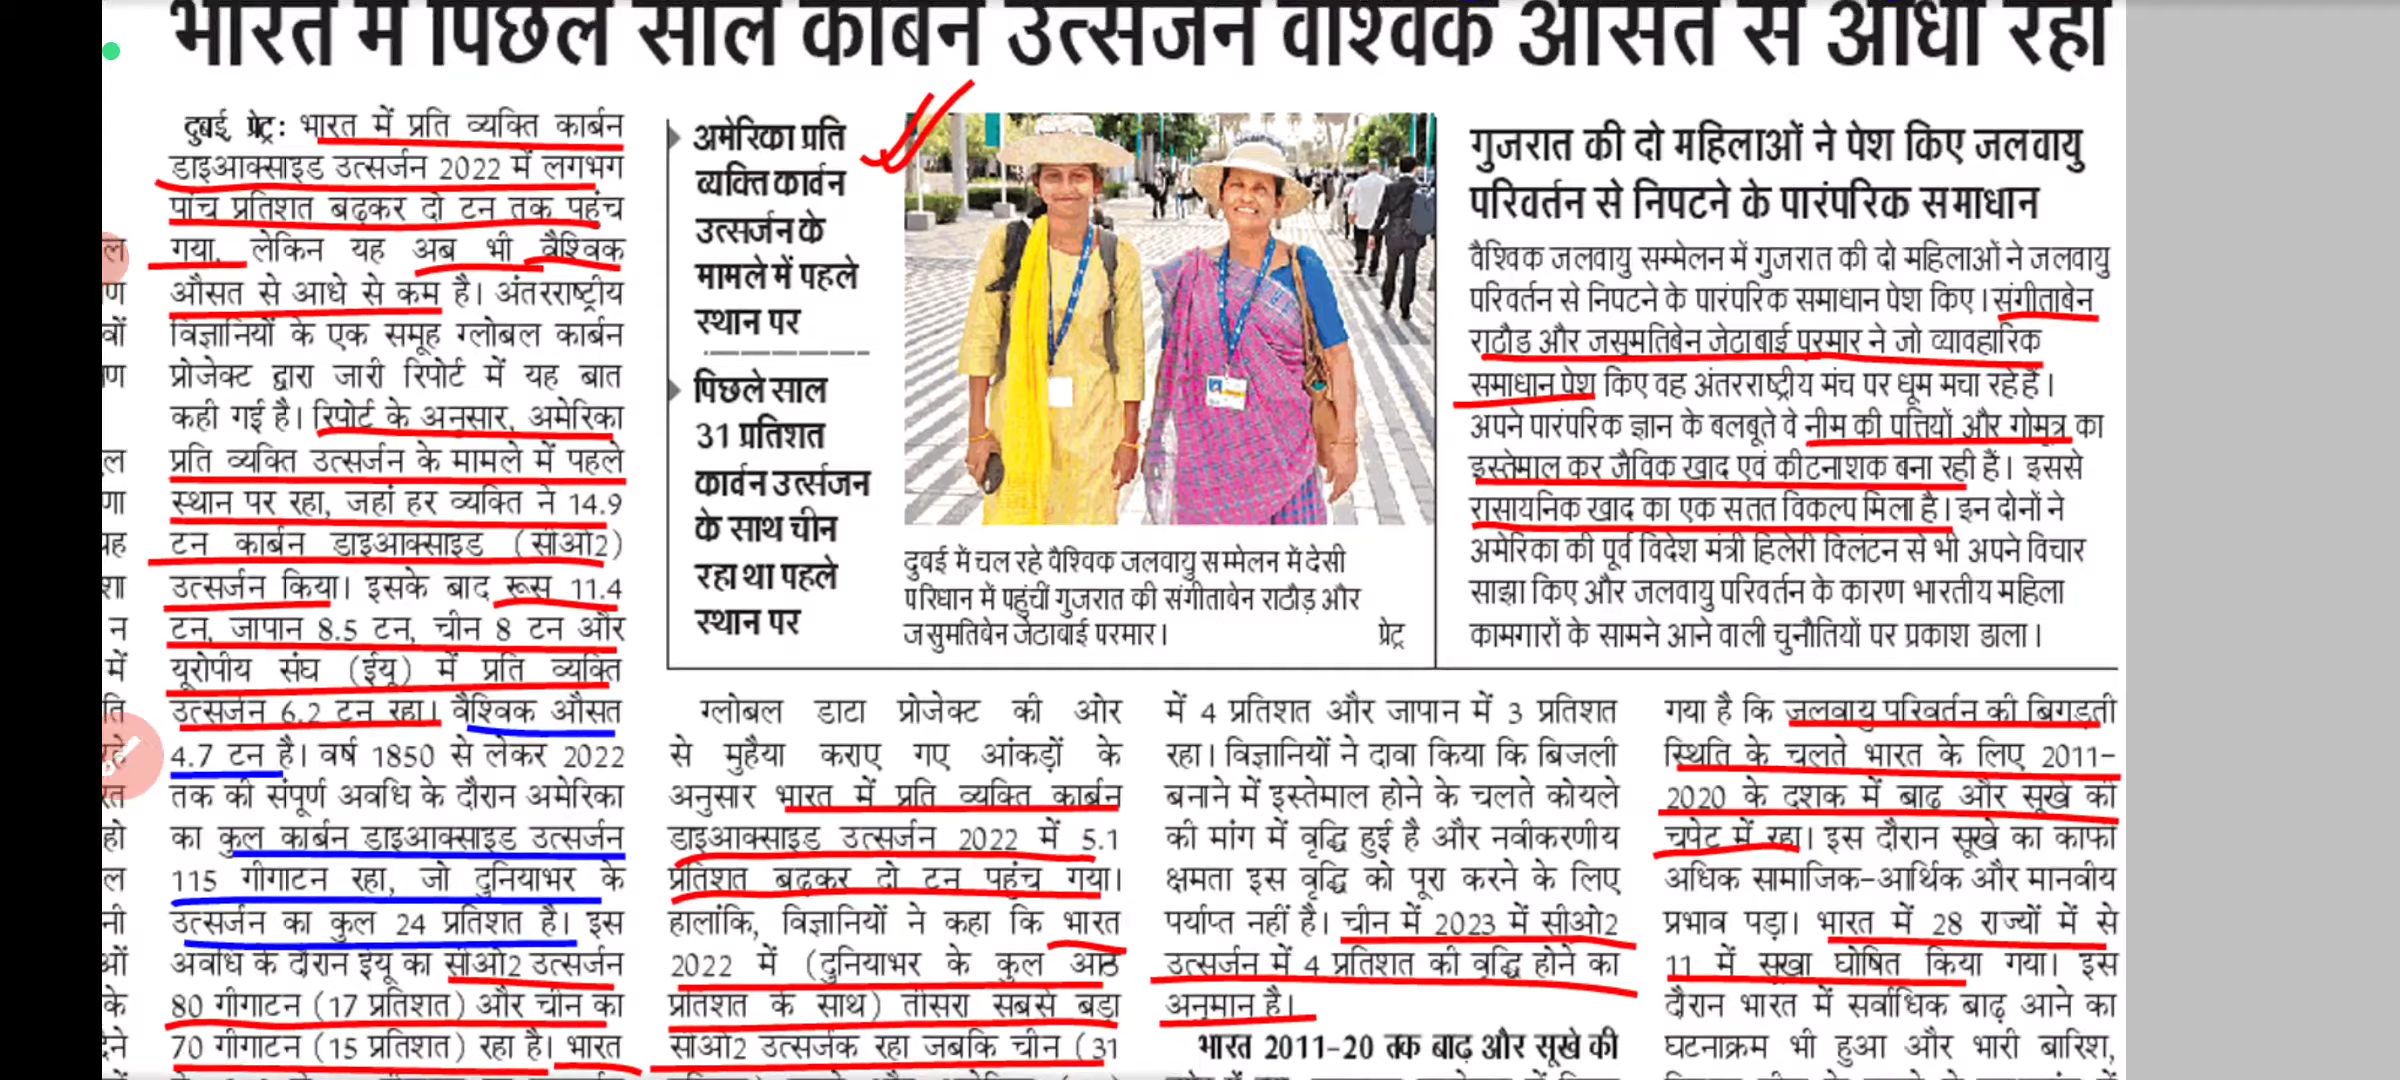 भारत में पिछले साल कार्बन उत्सर्जन वैश्विक औसत से आधा रहा
दुबई, प्रेट्र: भारत में प्रति व्यक्ति कार्बन
डाइआक्साइड उत्सर्जन 2022 में लगभग
पांच प्रतिशत बढ़कर दो टन तक पहुंच
गया, लेकिन यह अब भी वैश्विक
औसत से आधे से कम है। अंतरराष्ट्रीय
विज्ञानियों के एक समूह ग्लोबल कार्बन
प्रोजेक्ट द्वारा जारी रिपोर्ट में यह बात
कही गई है। रिपोर्ट के अनुसार, अमेरिका
प्रति व्यक्ति उत्सर्जन के मामले में पहले
स्थान पर रहा, जहां हर व्यक्ति ने 14.9
टन कार्बन डाइआक्साइड (सीओ2)
उत्सर्जन किया। इसके बाद रूस 11.4
टन, जापान 8.5 टन, चीन 8 टन और
यूरोपीय संघ (ईयू) में प्रति व्यक्ति
उत्सर्जन 6.2 टन रहा। वैश्विक औसत
4.7 टन है। वर्ष 1850 से लेकर 2022
तक की संपूर्ण अवधि के दौरान अमेरिका
का कुल कार्बन डाइआक्साइड उत्सर्जन
115 गीगाटन रहा, जो दुनियाभर के
उत्सर्जन का कुल 24 प्रतिशत है। इस
अवधि के दौरान ईयू का सीओ2 उत्सर्जन
80 गीगाटन (17 प्रतिशत) और चीन का
70 गीगाटन (15 प्रतिशत) रहा है। भारत
अमेरिका प्रति
व्यक्ति कार्वन
उत्सर्जन के
मामले में पहले
स्थान पर
पिछले साल
31 प्रतिशत
कार्वन उर्त्सजन
के साथ चीन
रहा था पहले
स्थान पर
दुबई में चल रहे वैश्विक जलवायु सम्मेलन में देसी
परिधान में पहुंचीं गुजरात की संगीताबेन राठौड़ और
जसुमतिबेन जेठाबाई परमार।
प्रेट्र
गुजरात की दो महिलाओं ने पेश किए जलवायु
परिवर्तन से निपटने के पारंपरिक समाधान
वैश्विक जलवायु सम्मेलन में गुजरात की दो महिलाओं ने जलवायु
परिवर्तन से निपटने के पारंपरिक समाधान पेश किए। संगीताबेन
राठौड़ और जसुमतिबेन जेठाबाई परमार ने जो व्यावहारिक
समाधान पेश किए वह अंतरराष्ट्रीय मंच पर धूम मचा रहे हैं।
अपने पारंपरिक ज्ञान के बलबूते वे नीम की पत्तियों और गोमूत्र का
इस्तेमाल कर जैविक खाद एवं कीटनाशक बना रही हैं। इससे
रासायनिक खाद का एक सतत विकल्प मिला है। इन दोनों ने
अमेरिका की पूर्व विदेश मंत्री हिलेरी क्लिंटन से भी अपने विचार
साझा किए और जलवायु परिवर्तन के कारण भारतीय महिला
कामगारों के सामने आने वाली चुनौतियों पर प्रकाश डाला।
ग्लोबल डाटा प्रोजेक्ट की ओर
से मुहैया कराए गए आंकड़ों के
अनुसार भारत में प्रति व्यक्ति कार्बन
डाइआक्साइड उत्सर्जन 2022 में 5.1
प्रतिशत बढ़कर दो टन पहुंच गया।
हालांकि, विज्ञानियों ने कहा कि भारत
2022 में (दुनियाभर के कुल आठ
प्रतिशत के साथ) तीसरा सबसे बड़ा
सीओ2 उत्सर्जक रहा जबकि चीन (31
में 4 प्रतिशत और जापान में 3 प्रतिशत
रहा। विज्ञानियों ने दावा किया कि बिजली
बनाने में इस्तेमाल होने के चलते कोयले
की मांग में वृद्धि हुई है और नवीकरणीय
क्षमता इस वृद्धि को पूरा करने के लिए
पर्याप्त नहीं है। चीन में 2023 में सीओ2
उत्सर्जन में 4 प्रतिशत की वृद्धि होने का
अनुमान है।
भारत 2011-20 तक बाढ़ और सूखे की
गया है कि जलवायु परिवर्तन की बिगड़ती
स्थिति के चलते भारत के लिए 2011-
2020 के दशक में बाढ़ और सूखे की
चपेट में रहा। इस दौरान सूखे का काफी
अधिक सामाजिक-आर्थिक और मानवीय
प्रभाव पड़ा। भारत में 28 राज्यों में से
11 में सूखा घोषित किया गया। इस
दौरान भारत में सर्वाधिक बाढ़ आने का
घटनाक्रम भी हुआ और भारी बारिश,